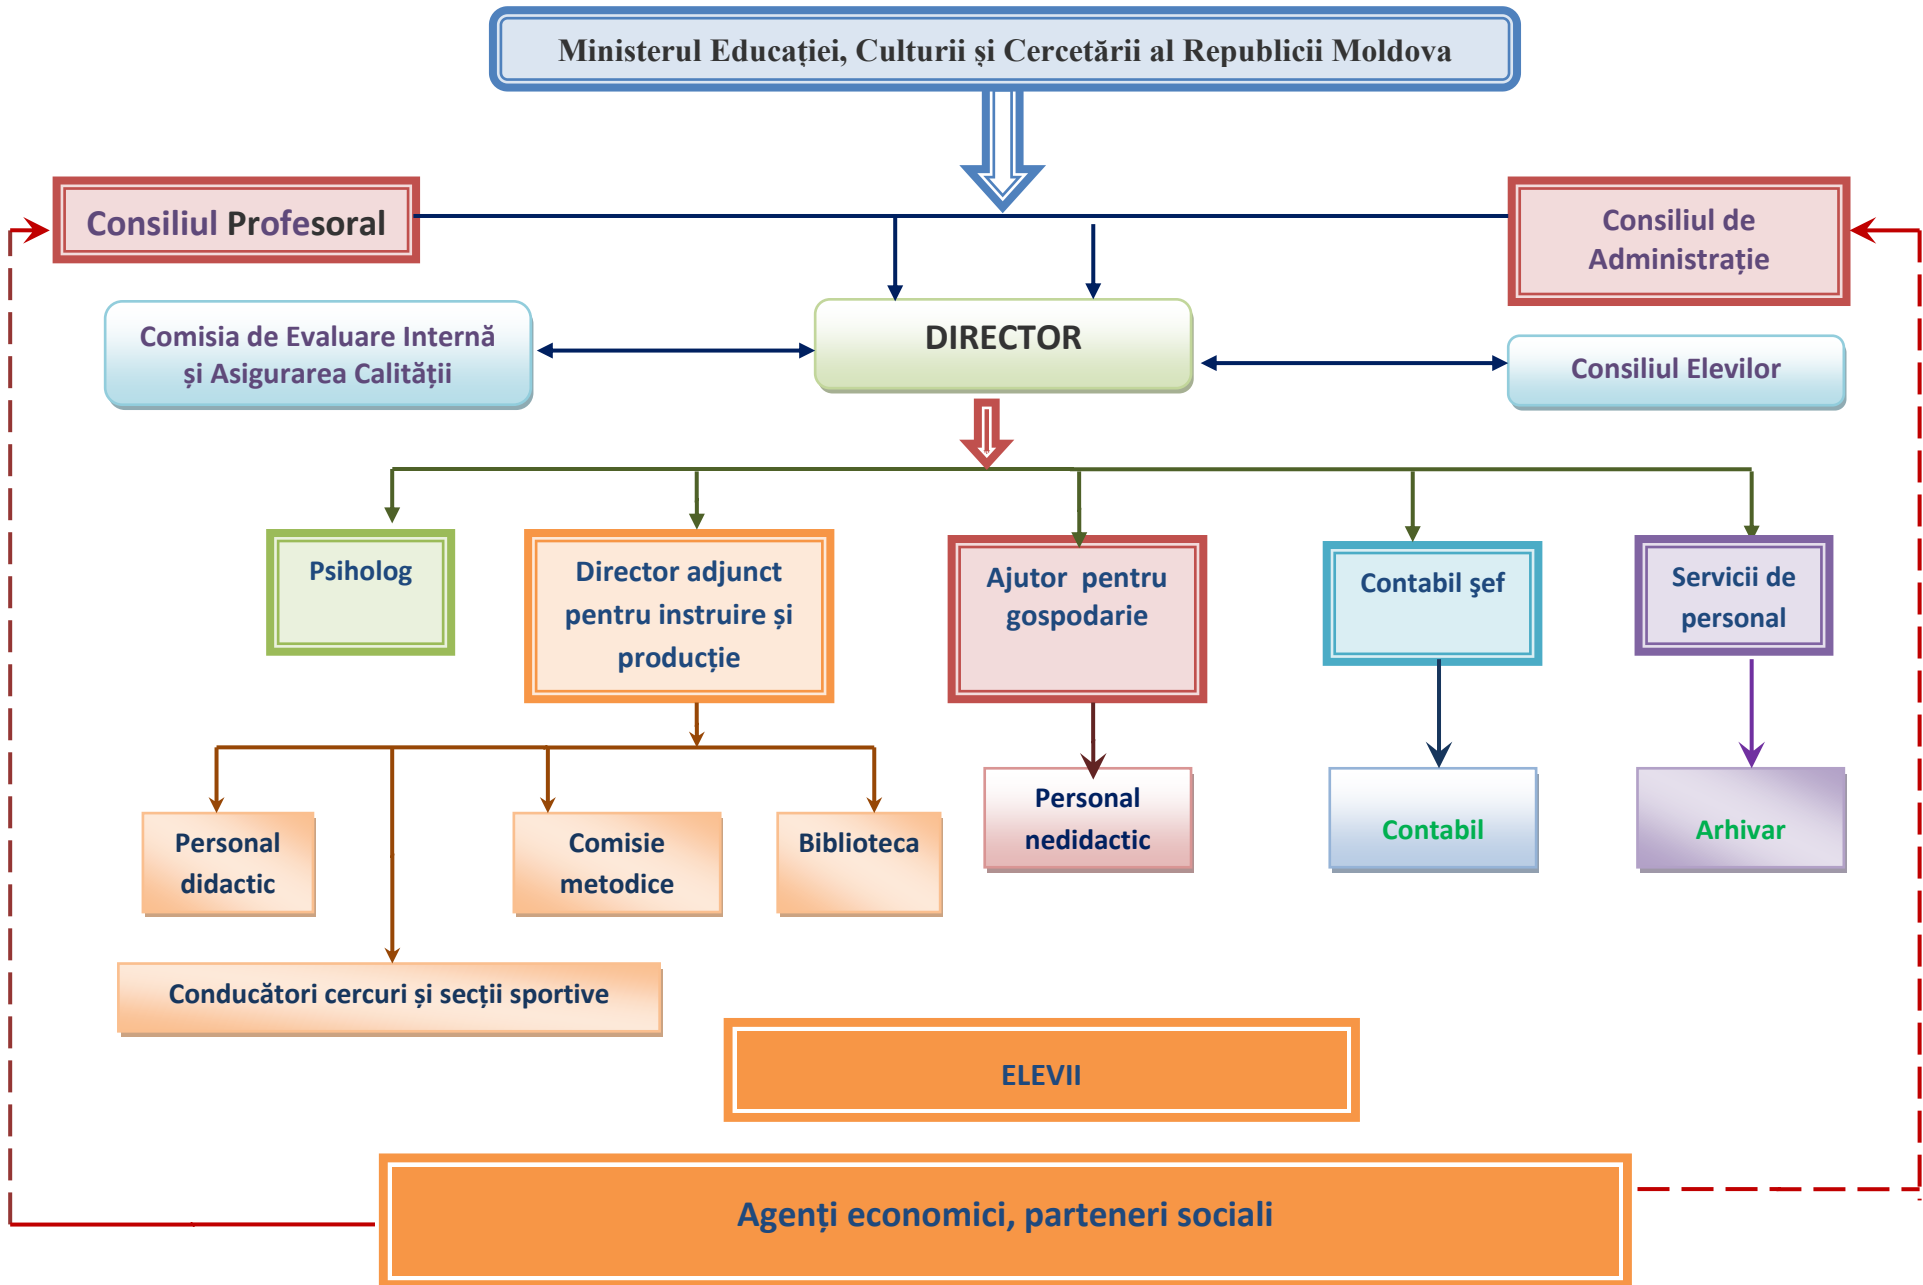 Ministerul Educației, Culturii și Cercetării al Republicii Moldova
Consiliul Profesoral
Consiliul de
Administrație
Comisia de Evaluare Internă
și Asigurarea Calității
DIRECTOR
Consiliul Elevilor
Psiholog
Director adjunct
pentru instruire și
producție
Ajutor pentru
gospodarie
Contabil şef
Servicii de
personal
Personal
didactic
Comisie
metodice
Biblioteca
Personal
nedidactic
Contabil
Arhivar
Conducători cercuri și secții sportive
ELEVII
Agenți economici, parteneri sociali